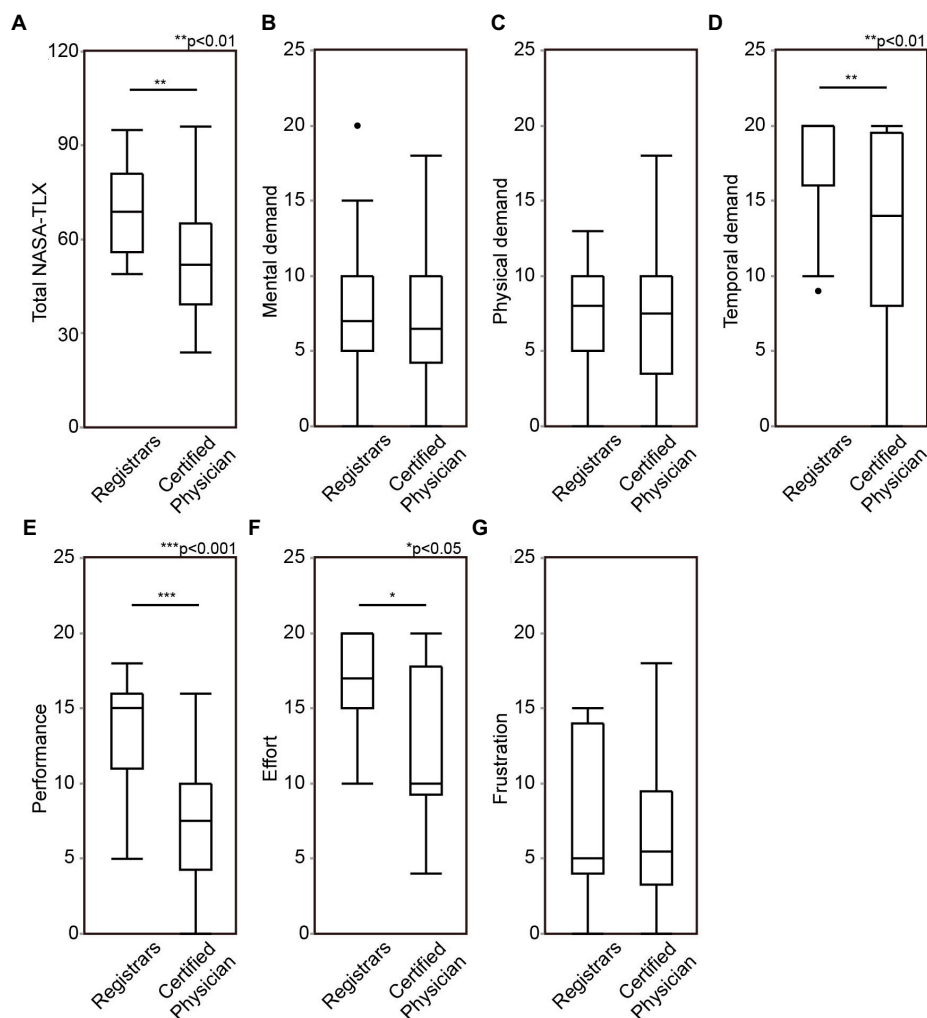 A
**p<0.01
120
**
90
Total NASA-TLX
60
30
0
Registrars
Certified
Physician
B
25
20
15
Mental demand
10
5
0
Registrars
Certified
Physician
C
25
20
15
Physical demand
10
5
0
Registrars
Certified
Physician
D
**p<0.01
25
**
20
15
Temporal demand
10
5
0
Registrars
Certified
Physician
E
***p<0.001
25
***
20
15
Performance
10
5
0
Registrars
Certified
Physician
F
*p<0.05
25
*
20
15
Effort
10
5
0
Registrars
Certified
Physician
G
25
20
15
Frustration
10
5
0
Registrars
Certified
Physician